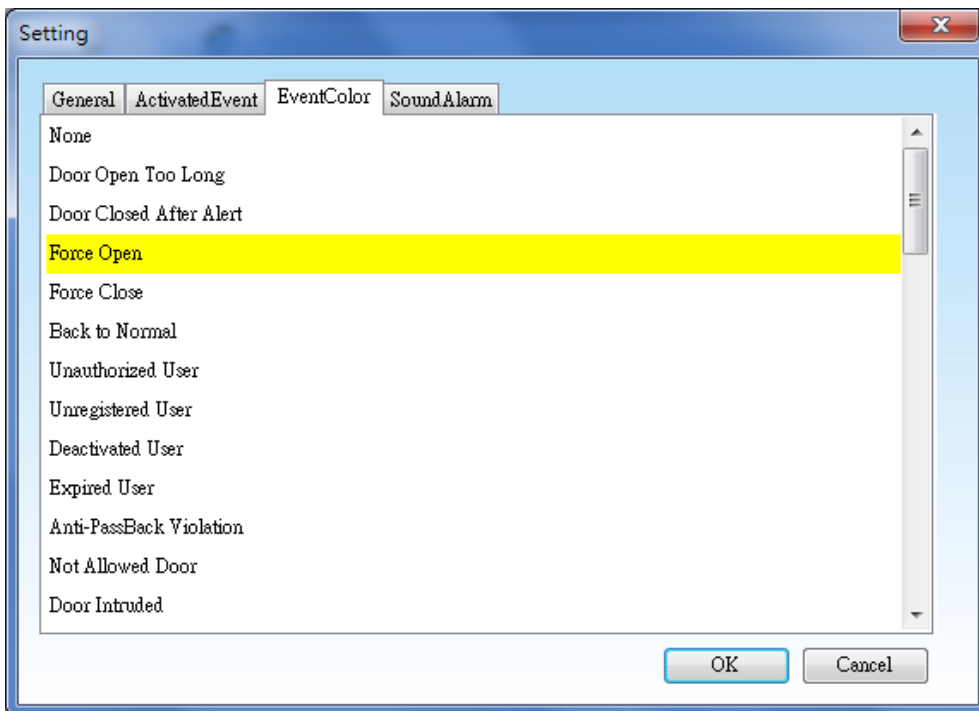 Setting
General ActivatedEvent EventColor SoundAlarm
None
Door Open Too Long
Door Closed After Alert
Force Open
Force Close
Back to Normal
Unauthorized User
Unregistered User
Deactivated User
Expired User
Anti-PassBack Violation
Not Allowed Door
Door Intruded
OK Cancel